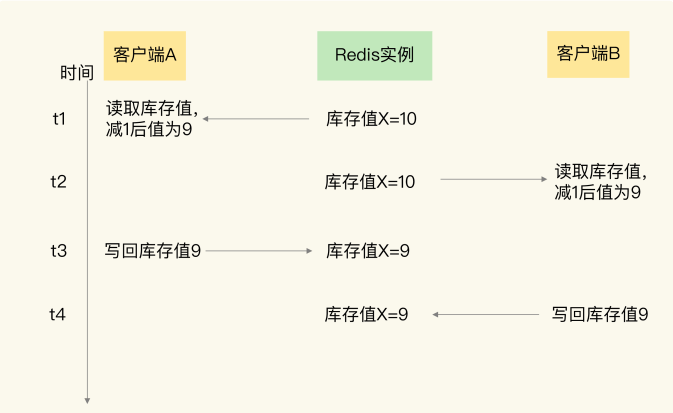 客户端A
Redis实例
客户端B
时间
t1
读取库存值，
减1后值为9
库存值X=10
t2
库存值X=10
读取库存值，
减1后值为9
t3
写回库存值9
库存值X=9
t4
库存值X=9
写回库存值9